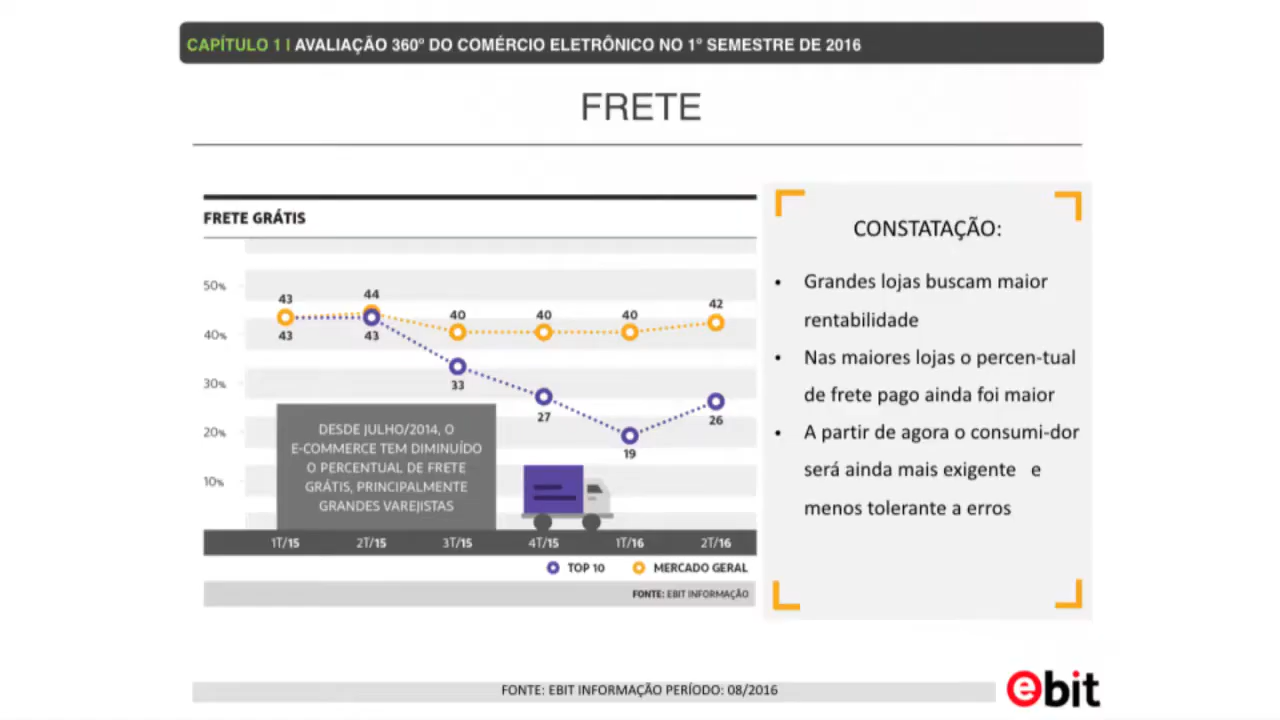 CAPÍTULO 1 I AVALIAÇÃO 360º DO COMÉRCIO ELETRÔNICO NO 1º SEMESTRE DE 2016
FRETE
FRETE GRÁTIS
50%
40%
30%
20%
10%
43
44
40
40
40
42
43
43
33
27
19
26
DESDE JULHO/2014, O
E-COMMERCE TEM DIMINUÍDO
O PERCENTUAL DE FRETE
GRÁTIS, PRINCIPALMENTE
GRANDES VAREJISTAS
1T/15 2T/15 3T/15 4T/15 1T/16 2T/16
TOP 10 MERCADO GERAL
FONTE: EBIT INFORMAÇÃO
CONSTATAÇÃO:
• Grandes lojas buscam maior
rentabilidade
• Nas maiores lojas o percen-tual
de frete pago ainda foi maior
• A partir de agora o consumi-dor
será ainda mais exigente e
menos tolerante a erros
FONTE: EBIT INFORMAÇÃO PERÍODO: 08/2016
ebit